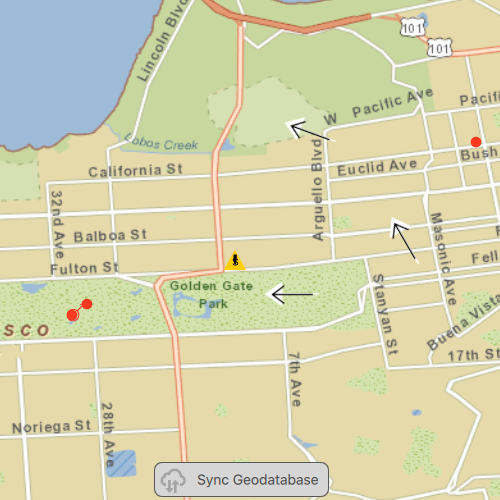 Lincoln Blvd
101
101
W Pacific Ave
Pacifi
Lobos Creek
Bush
California St
Euclid Ave
32nd Ave
Arguello Blvd
Balboa St
Masonic Ave
Fulton St
Fell
Golden Gate
Park
SCO
Stanyan St
Buena Vista
7th Ave
17th St
28th Ave
Noriega St
Sync Geodatabase